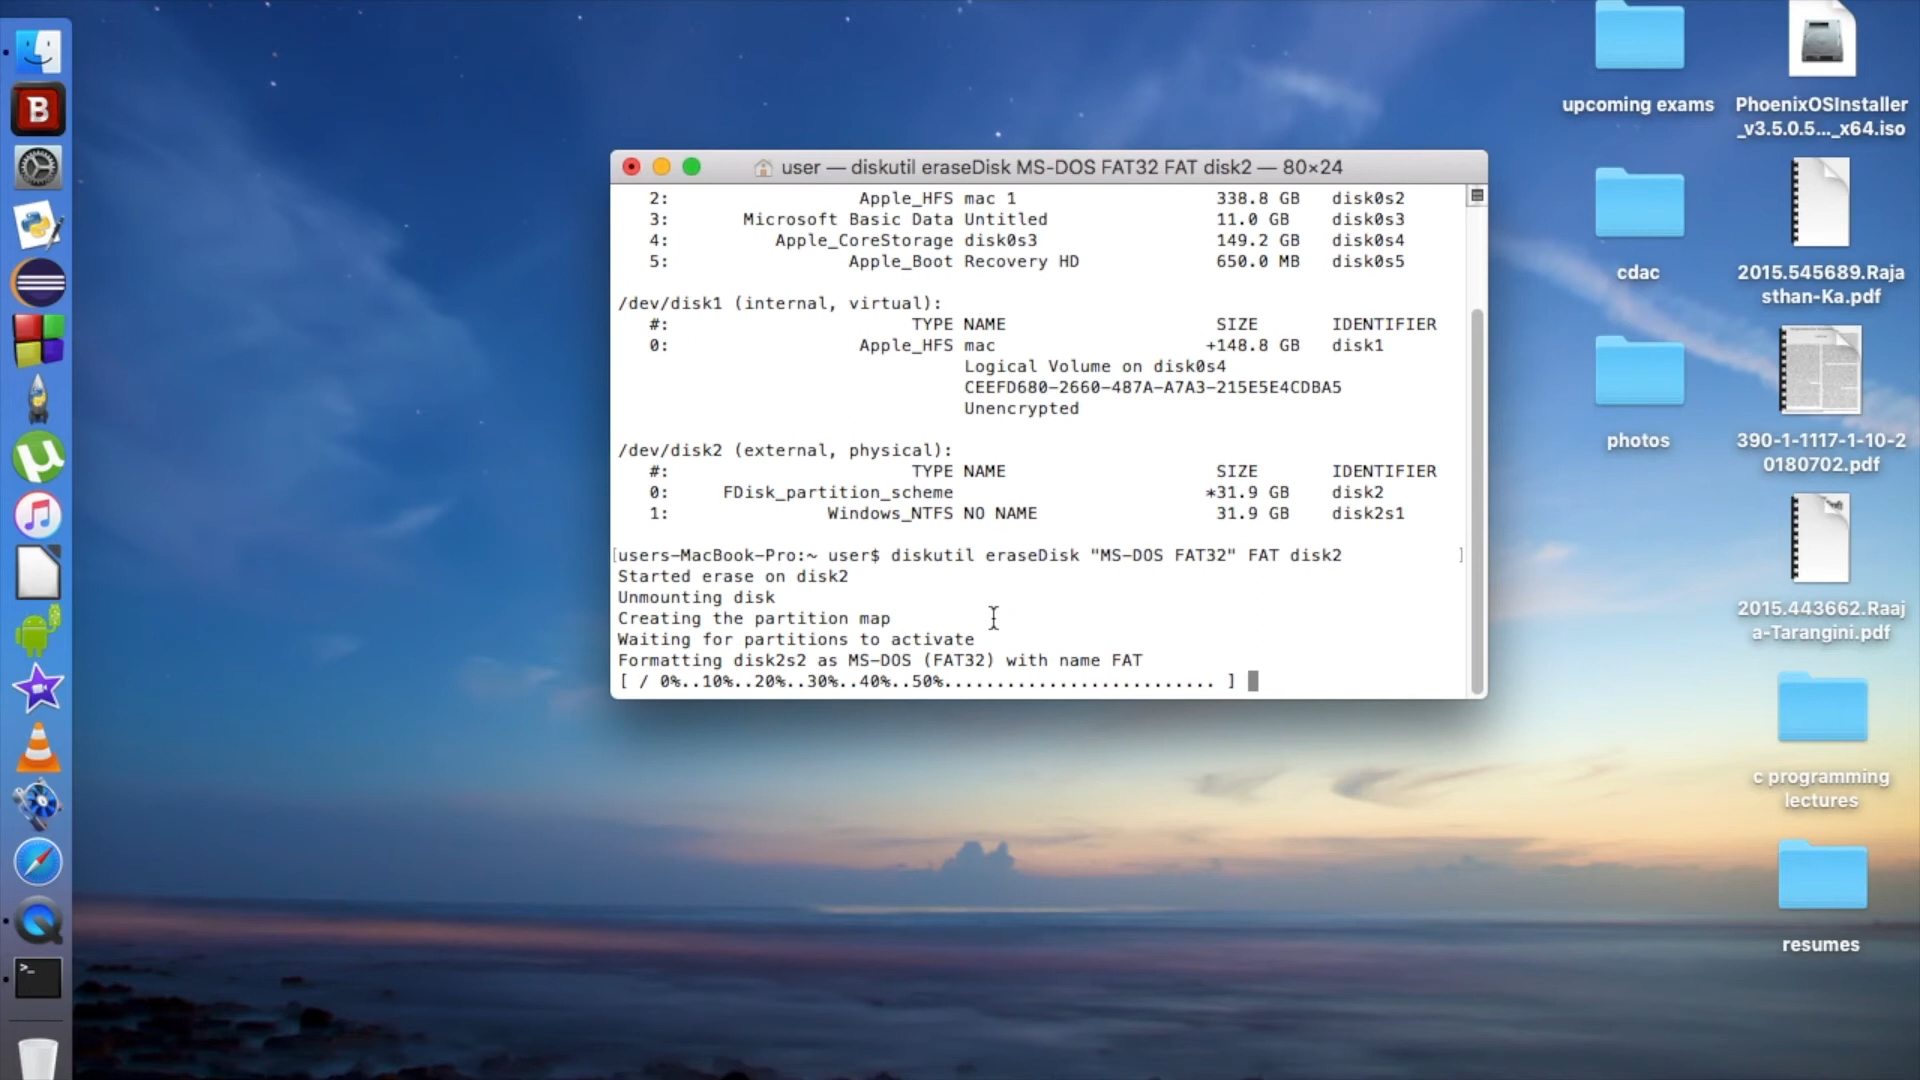 user — diskutil eraseDisk MS-DOS FAT32 FAT disk2 — 80×24
2: Apple_HFS mac 1 338.8 GB disk0s2
3: Microsoft Basic Data Untitled 11.0 GB disk0s3
4: Apple_CoreStorage disk0s3 149.2 GB disk0s4
5: Apple_Boot Recovery HD 650.0 MB disk0s5
/dev/disk1 (internal, virtual):
#: TYPE NAME SIZE IDENTIFIER
0: Apple_HFS mac +148.8 GB disk1
Logical Volume on disk0s4
CEEFD680-2660-487A-A7A3-215E5E4CDBA5
Unencrypted
/dev/disk2 (external, physical):
#: TYPE NAME SIZE IDENTIFIER
0: FDisk_partition_scheme *31.9 GB disk2
1: Windows_NTFS NO NAME 31.9 GB disk2s1
[users-MacBook-Pro:~ user$ diskutil eraseDisk "MS-DOS FAT32" FAT disk2 ]
Started erase on disk2
Unmounting disk
Creating the partition map
Waiting for partitions to activate
Formatting disk2s2 as MS-DOS (FAT32) with name FAT
[ / 0%..10%..20%..30%..40%..50%.......................... ]
upcoming exams
PhoenixOSInstaller
_v3.5.0.5..._x64.iso
cdac
2015.545689.Raja
sthan-Ka.pdf
photos
390-1-1117-1-10-2
0180702.pdf
2015.443662.Raaj
a-Tarangini.pdf
c programming
lectures
resumes
B
µ
>_